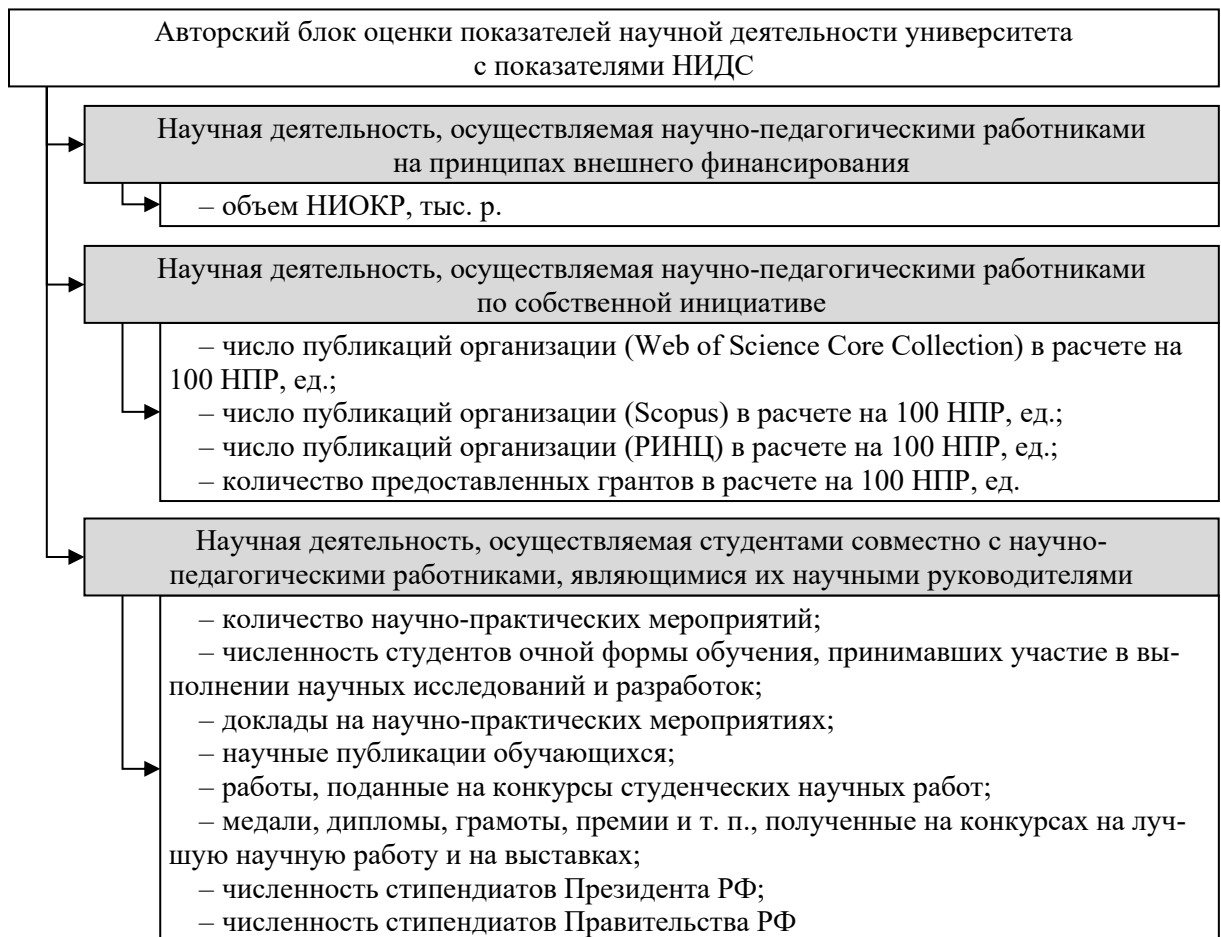 Авторский блок оценки показателей научной деятельности университета
с показателями НИДС
Научная деятельность, осуществляемая научно-педагогическими работниками
на принципах внешнего финансирования
– объем НИОКР, тыс. р.
Научная деятельность, осуществляемая научно-педагогическими работниками
по собственной инициативе
– число публикаций организации (Web of Science Core Collection) в расчете на
100 НПР, ед.;
– число публикаций организации (Scopus) в расчете на 100 НПР, ед.;
– число публикаций организации (РИНЦ) в расчете на 100 НПР, ед.;
– количество предоставленных грантов в расчете на 100 НПР, ед.
Научная деятельность, осуществляемая студентами совместно с научно-
педагогическими работниками, являющимися их научными руководителями
– количество научно-практических мероприятий;
– численность студентов очной формы обучения, принимавших участие в вы-
полнении научных исследований и разработок;
– доклады на научно-практических мероприятиях;
– научные публикации обучающихся;
– работы, поданные на конкурсы студенческих научных работ;
– медали, дипломы, грамоты, премии и т. п., полученные на конкурсах на луч-
шую научную работу и на выставках;
– численность стипендиатов Президента РФ;
– численность стипендиатов Правительства РФ